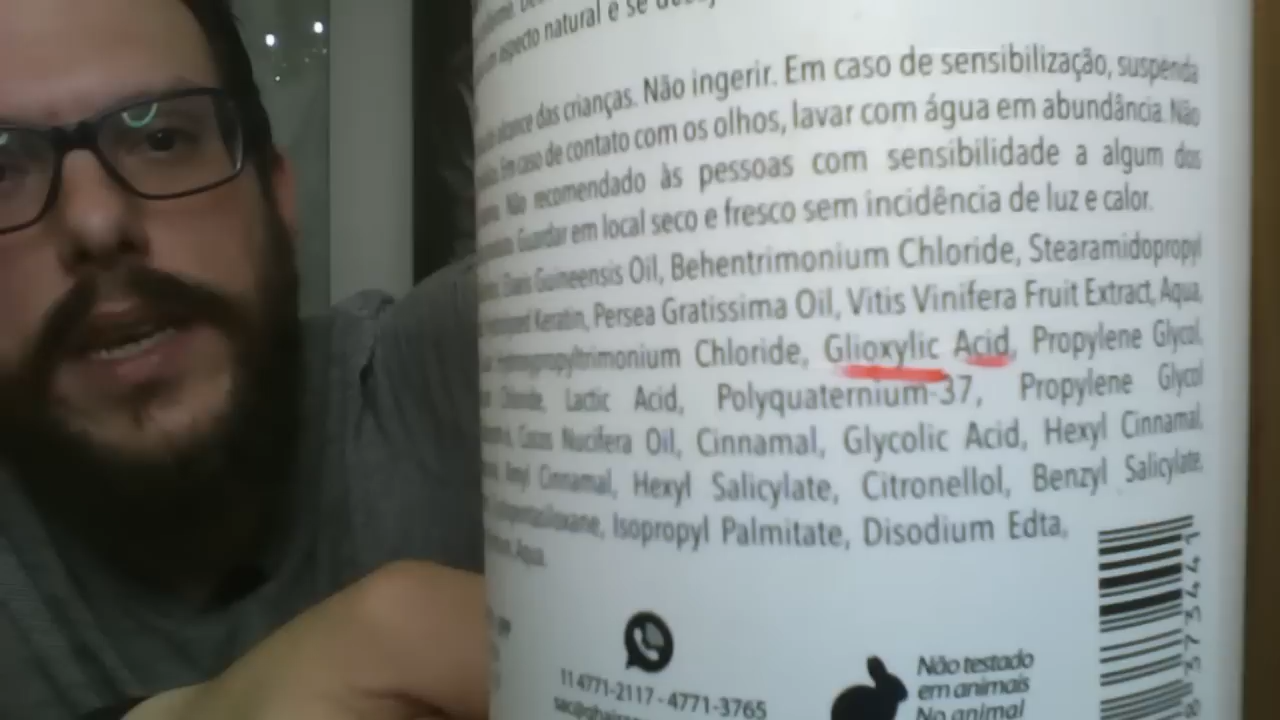 aspecto natural e se
das crianças. Não ingerir. Em caso de sensibilização, suspenda
caso de contato com os olhos, lavar com água em abundância. Não
Não recomendado às pessoas com sensibilidade a algum dos
Guardar em local seco e fresco sem incidência de luz e calor.
Guineensis Oil, Behentrimonium Chloride, Stearamidopropyl
Keratin, Persea Gratissima Oil, Vitis Vinifera Fruit Extract, Aqua,
Chloride, Glioxylic Acid, Propylene Glycol,
Lactic Acid, Polyquaternium-37, Propylene Glycol
Nucifera Oil, Cinnamal, Glycolic Acid, Hexyl Cinnamal,
Cinnamal, Hexyl Salicylate, Citronellol, Benzyl Salicylate,
Isopropyl Palmitate, Disodium Edta,
Aqua.
11 4771-2117 - 4771-3765
Não testado
em animais
No animal